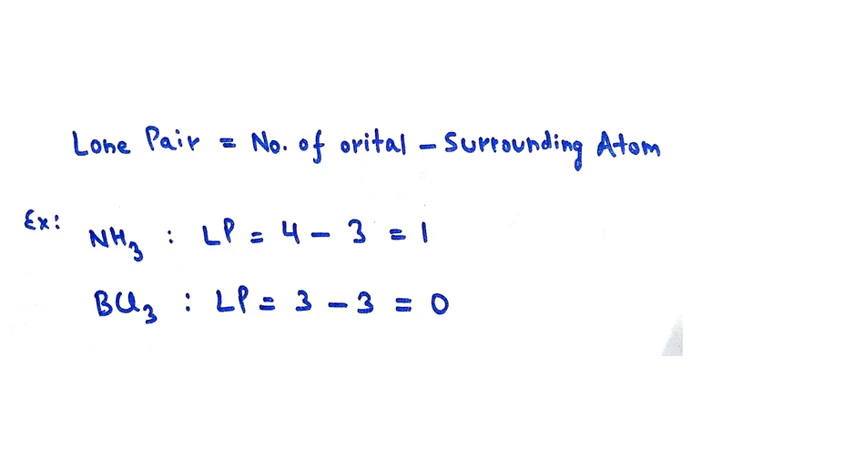 Lone Pair = No. of orital - Surrounding Atom
Ex:
NH₃ : LP = 4 - 3 = 1
BCl₃ : LP = 3 - 3 = 0